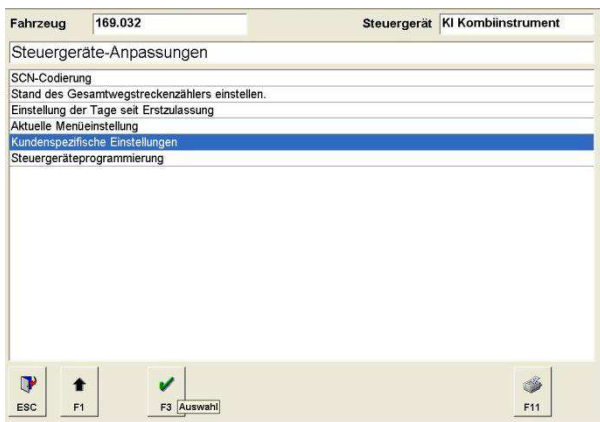 Fahrzeug 169.032 Steuergerät KI Kombiinstrument
Steuergeräte-Anpassungen
SCN-Codierung
Stand des Gesamtwegstreckenzählers einstellen.
Einstellung der Tage seit Erstzulassung
Aktuelle Menüeinstellung
Kundenspezifische Einstellungen
Steuergeräteprogrammierung
ESC F1 F3 Auswahl F11